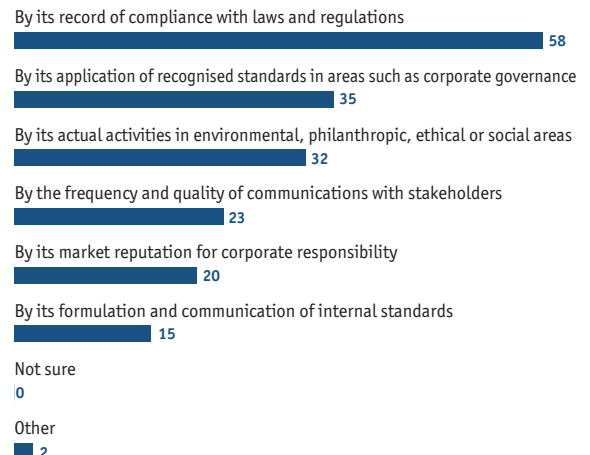 By its record of compliance with laws and regulations
58
By its application of recognised standards in areas such as corporate governance
35
By its actual activities in environmental, philanthropic, ethical or social areas
32
By the frequency and quality of communications with stakeholders
23
By its market reputation for corporate responsibility
20
By its formulation and communication of internal standards
15
Not sure
0
Other
2